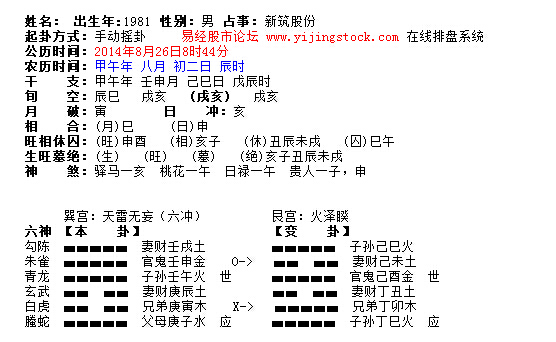 姓名： 出生年:1981 性别：男 占事：新筑股份
起卦方式：手动摇卦 易经股市论坛 www.yijingstock.com 在线排盘系统
公历时间：2014年8月26日8时44分
农历时间：甲午年 八月 初二日 辰时
干　　支：甲午年 壬申月 己巳日 戊辰时
旬　　空：辰巳 戌亥 (戌亥) 戌亥
月　　破：寅 日　　冲：亥
相　　合：(月)巳 (日)申
旺相休囚：(旺)申酉 (相)亥子 (休)丑辰未戌 (囚)巳午
生旺墓绝：(生) (旺) (墓) (绝)亥子丑辰未戌
神　　煞：驿马—亥 桃花—午 日禄—午 贵人—子，申
巽宫：天雷无妄（六冲） 艮宫：火泽睽
六神 【本　　卦】 【变　　卦】
勾陈 妻财壬戌土 子孙己巳火
朱雀 官鬼壬申金 O-> 妻财己未土
青龙 子孙壬午火 世 官鬼己酉金 世
玄武 妻财庚辰土 妻财丁丑土
白虎 兄弟庚寅木 X-> 兄弟丁卯木
螣蛇 父母庚子水 应 子孙丁巳火 应